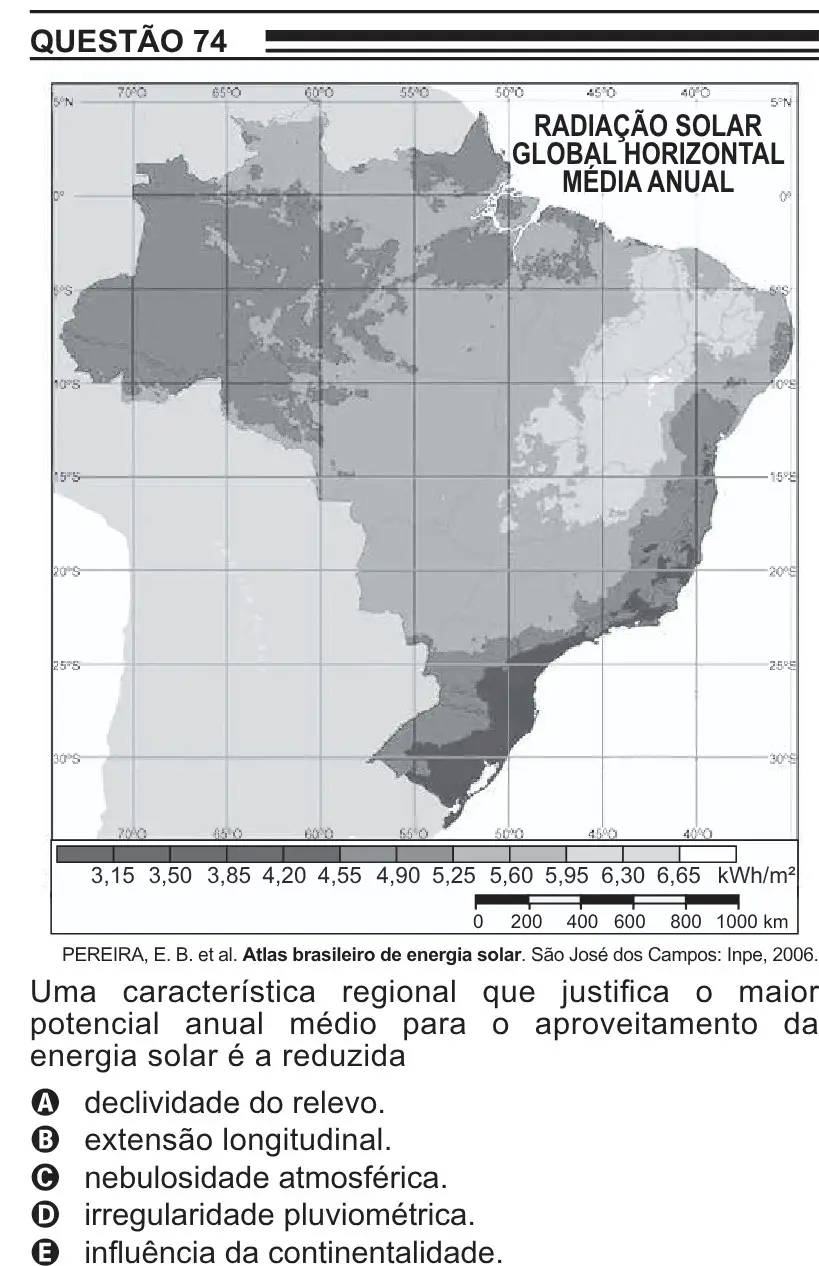 QUESTÃO 74
70°O 65°O 60°O 55°O 50°O 45°O 40°O
5°N 5°N
RADIAÇÃO SOLAR
GLOBAL HORIZONTAL
MÉDIA ANUAL
0° 0°
5°S 5°S
10°S 10°S
15°S 15°S
20°S 20°S
25°S 25°S
30°S 30°S
70°O 65°O 60°O 55°O 50°O 45°O 40°O
3,15 3,50 3,85 4,20 4,55 4,90 5,25 5,60 5,95 6,30 6,65 kWh/m²
0 200 400 600 800 1000 km
PEREIRA, E. B. et al. Atlas brasileiro de energia solar. São José dos Campos: Inpe, 2006.
Uma característica regional que justifica o maior
potencial anual médio para o aproveitamento da
energia solar é a reduzida
A declividade do relevo.
B extensão longitudinal.
C nebulosidade atmosférica.
D irregularidade pluviométrica.
E influência da continentalidade.